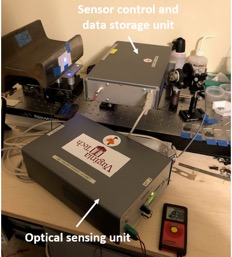 Sensor control and
data storage unit
Virginia
Tech
Optical sensing unit